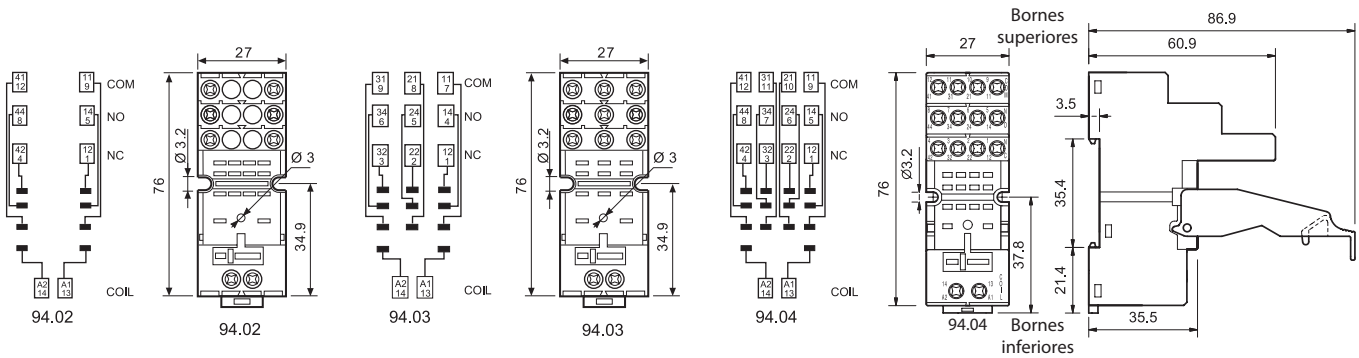 41
12
11
9
COM
44
8
14
5
NO
42
4
12
1
NC
A2
14
A1
13
COIL
94.02
27
76
Ø 3.2
Ø 3
34.9
94.02
31
9
21
8
11
7
COM
34
6
24
5
14
4
NO
32
3
22
2
12
1
NC
A2
14
A1
13
COIL
94.03
27
76
Ø 3.2
Ø 3
34.9
94.03
41
12
31
11
21
10
11
9
COM
44
8
34
7
24
6
14
5
NO
42
4
32
3
22
2
12
1
NC
A2
14
A1
13
COIL
94.04
27
76
Ø3.2
37.8
14
13
A2
A1
COIL
94.04
Bornes
superiores
86.9
60.9
3.5
35.4
21.4
35.5
Bornes
inferiores